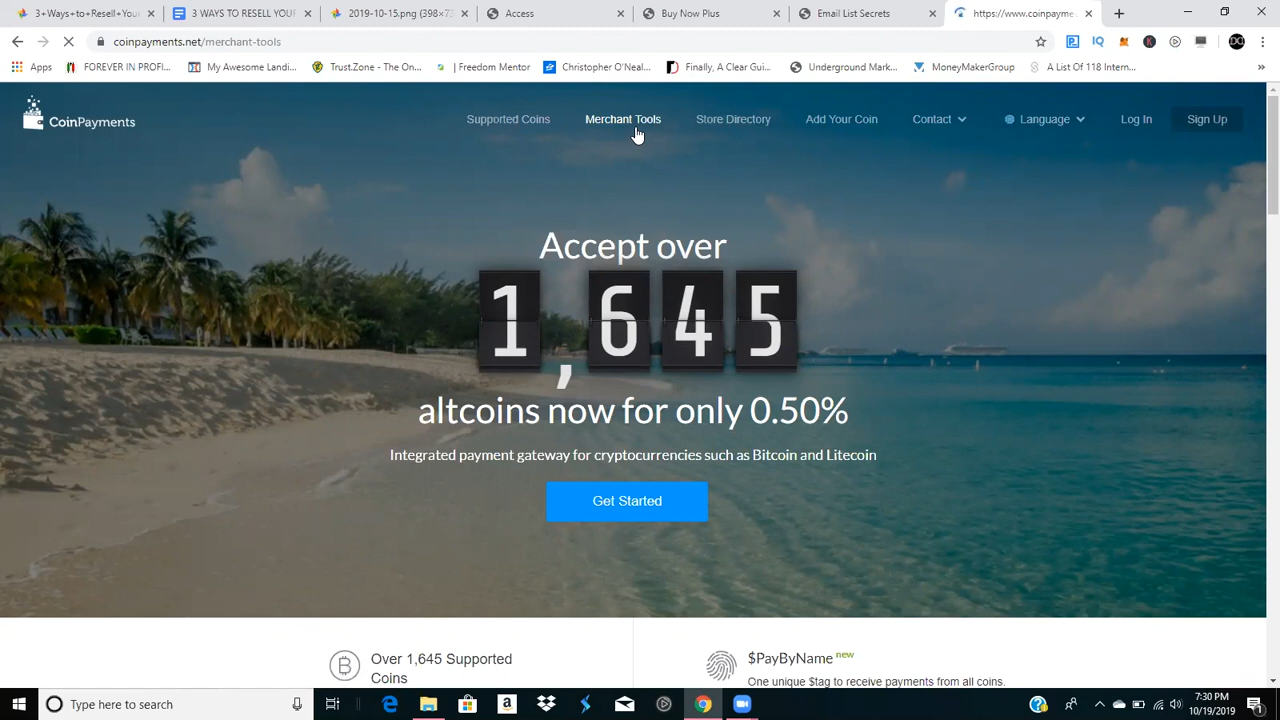 3+Ways+to+Resell+Your
3 WAYS TO RESELL YOUR
2019-10-15.png (398×73
Access
Buy Now Plus
Email List Secrets
https://www.coinpayme
coinpayments.net/merchant-tools
Apps
FOREVER IN PROFI...
My Awesome Landi...
Trust.Zone - The On...
| Freedom Mentor
Christopher O'Neal...
Finally, A Clear Gui...
Underground Mark...
MoneyMakerGroup
A List Of 118 Intern...
CoinPayments
Supported Coins
Merchant Tools
Store Directory
Add Your Coin
Contact
Language
Log In
Sign Up
Accept over
1,645
altcoins now for only 0.50%
Integrated payment gateway for cryptocurrencies such as Bitcoin and Litecoin
Get Started
Over 1,645 Supported
Coins
$PayByName new
One unique $tag to receive payments from all coins.
Type here to search
7:30 PM
10/19/2019